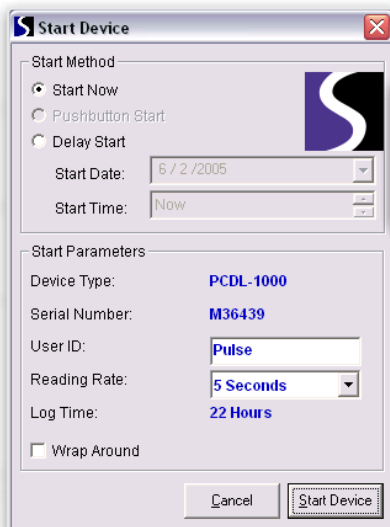 Start Device
Start Method
Start Now
Pushbutton Start
Delay Start
Start Date: 6 / 2 /2005
Start Time: Now
Start Parameters
Device Type: PCDL-1000
Serial Number: M36439
User ID: Pulse
Reading Rate: 5 Seconds
Log Time: 22 Hours
Wrap Around
Cancel Start Device